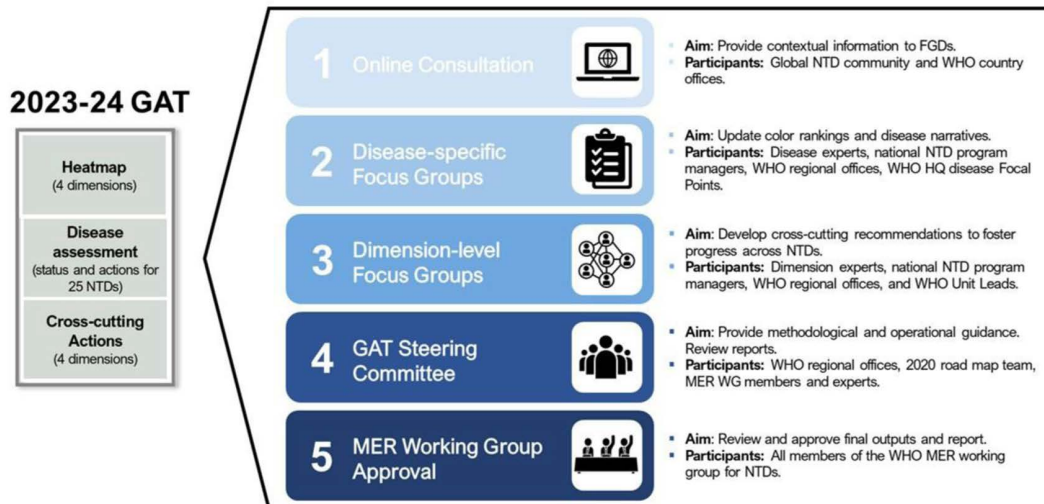 2023-24 GAT
Heatmap
(4 dimensions)
Disease
assessment
(status and actions for
25 NTDs)
Cross-cutting
Actions
(4 dimensions)
1 Online Consultation
Aim: Provide contextual information to FGDs.
Participants: Global NTD community and WHO country
offices.
2 Disease-specific
Focus Groups
Aim: Update color rankings and disease narratives.
Participants: Disease experts, national NTD program
managers, WHO regional offices, WHO HQ disease Focal
Points.
3 Dimension-level
Focus Groups
Aim: Develop cross-cutting recommendations to foster
progress across NTDs.
Participants: Dimension experts, national NTD program
managers, WHO regional offices, and WHO Unit Leads.
4 GAT Steering
Committee
Aim: Provide methodological and operational guidance.
Review reports.
Participants: WHO regional offices, 2020 road map team,
MER WG members and experts.
5 MER Working Group
Approval
Aim: Review and approve final outputs and report.
Participants: All members of the WHO MER working
group for NTDs.